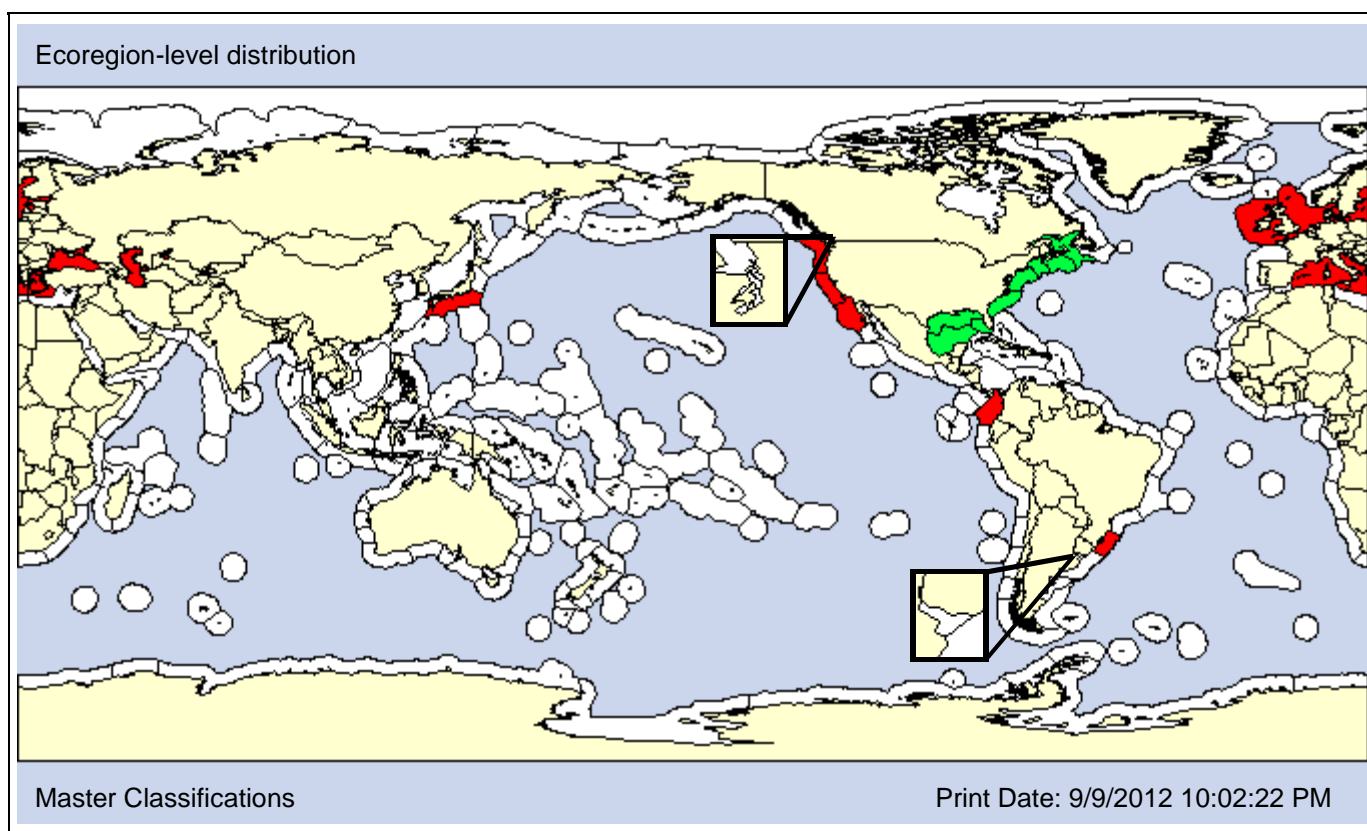 Ecoregion-level distribution
Master Classifications
Print Date: 9/9/2012 10:02:22 PM